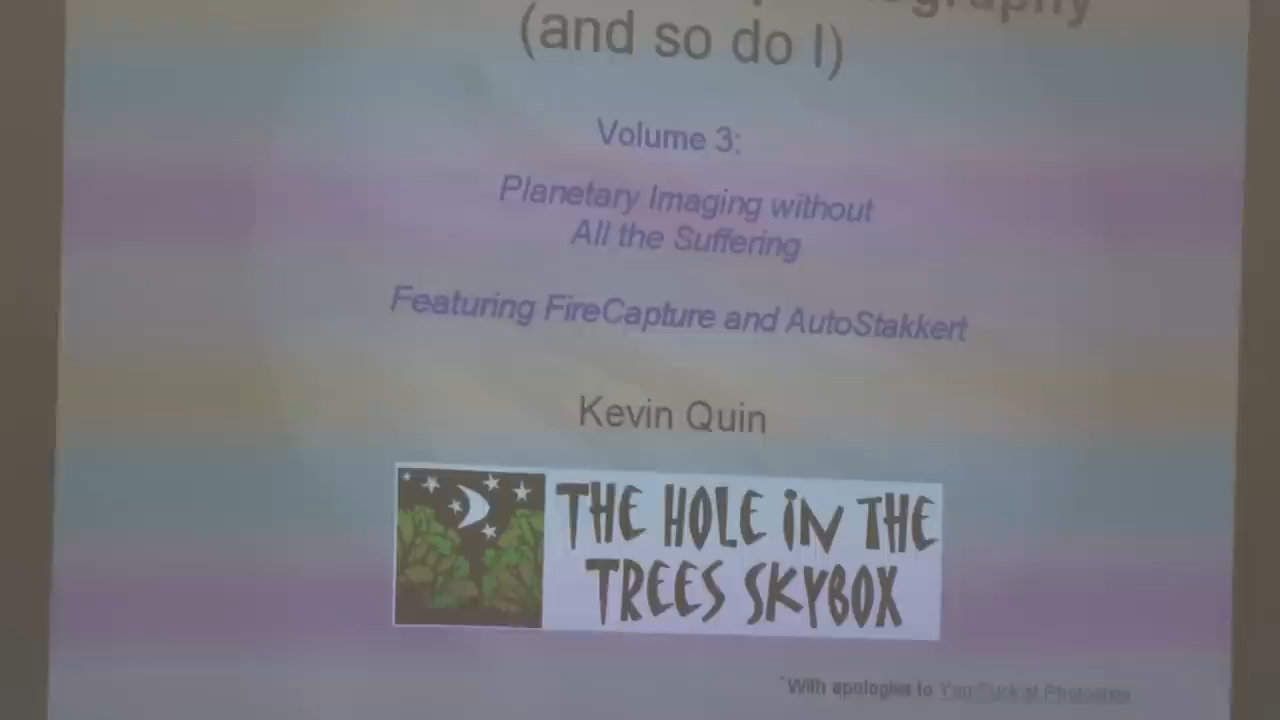 (and so do I)
Volume 3:
Planetary Imaging without
All the Suffering
Featuring FireCapture and AutoStakkert
Kevin Quin
THE HOLE IN THE
TREES SKYBOX
*With apologies to